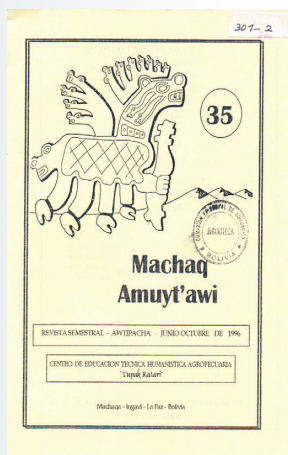 301-2
35
BIBLIOTECA
BOLIVIA
Machaq
Amuyt'awi
REVISTA SEMESTRAL - AWTIPACHA - JUNIO-OCTUBRE DE 1996
CENTRO DE EDUCACION TECNICA HUMANISTICA AGROPECUARIA
"Tupak Katari"
Machaqa - Ingavi - La Paz - Bolivia